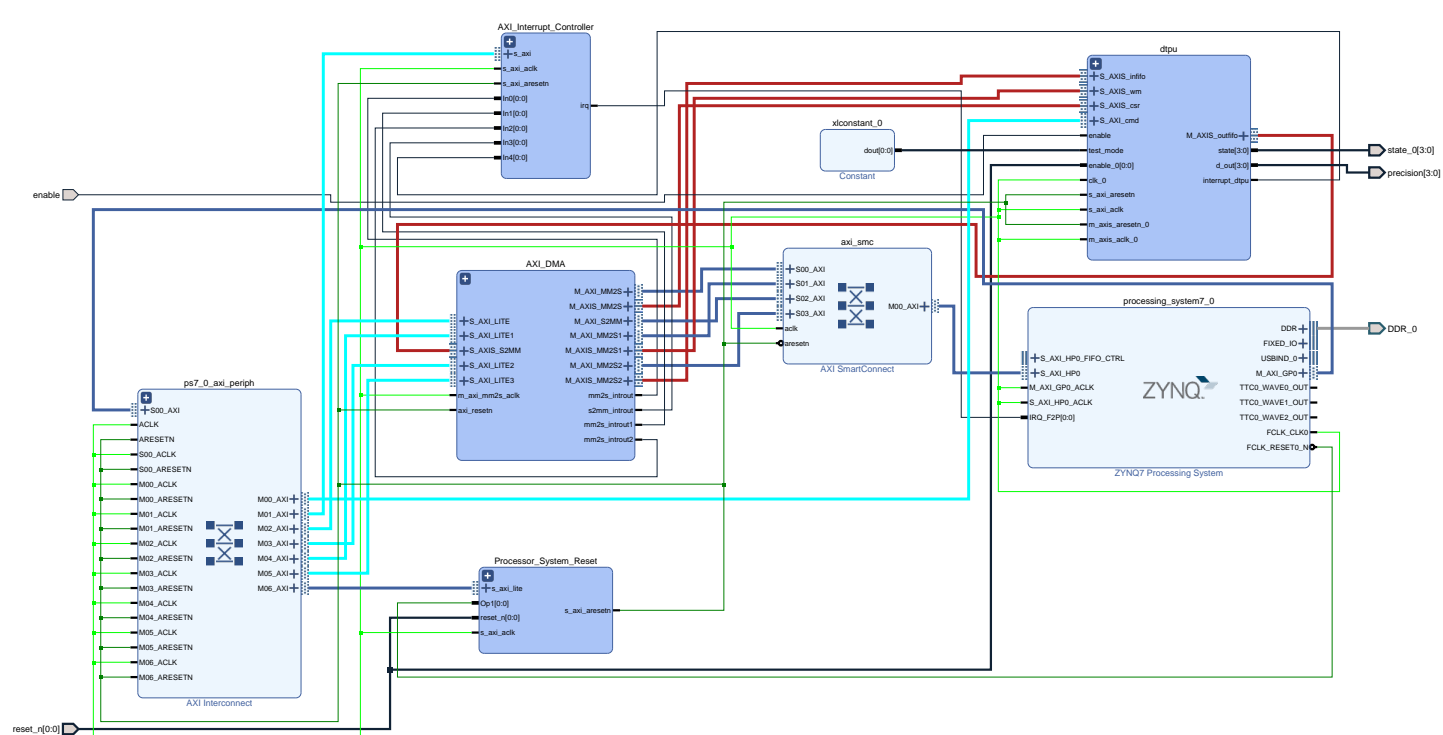 AXI_Interrupt_Controller
s_axi
s_axi_aclk
s_axi_aresetn
In0[0:0]
In1[0:0]
In2[0:0]
In3[0:0]
In4[0:0]
irq
dtpu
S_AXIS_infifo
S_AXIS_wm
S_AXIS_csr
S_AXI_cmd
enable
test_mode
enable_0[0:0]
clk_0
s_axi_aresetn
s_axi_aclk
m_axis_aresetn_0
m_axis_aclk_0
M_AXIS_outfifo
state[3:0]
d_out[3:0]
interrupt_dtpu
state_0[3:0]
precision[3:0]
xlconstant_0
dout[0:0]
Constant
enable
axi_smc
S00_AXI
S01_AXI
S02_AXI
S03_AXI
aclk
aresetn
M00_AXI
AXI SmartConnect
AXI_DMA
S_AXI_LITE
S_AXI_LITE1
S_AXIS_S2MM
S_AXI_LITE2
S_AXI_LITE3
m_axi_mm2s_aclk
axi_resetn
M_AXI_MM2S
M_AXIS_MM2S
M_AXI_S2MM
M_AXI_MM2S1
M_AXIS_MM2S1
M_AXI_MM2S2
M_AXIS_MM2S2
mm2s_introut
s2mm_introut
mm2s_introut1
mm2s_introut2
processing_system7_0
S_AXI_HP0_FIFO_CTRL
S_AXI_HP0
M_AXI_GP0_ACLK
S_AXI_HP0_ACLK
IRQ_F2P[0:0]
ZYNQ
DDR
FIXED_IO
USBIND_0
M_AXI_GP0
TTC0_WAVE0_OUT
TTC0_WAVE1_OUT
TTC0_WAVE2_OUT
FCLK_CLK0
FCLK_RESET0_N
ZYNQ7 Processing System
DDR_0
ps7_0_axi_periph
S00_AXI
ACLK
ARESETN
S00_ACLK
S00_ARESETN
M00_ACLK
M00_ARESETN
M01_ACLK
M01_ARESETN
M02_ACLK
M02_ARESETN
M03_ACLK
M03_ARESETN
M04_ACLK
M04_ARESETN
M05_ACLK
M05_ARESETN
M06_ACLK
M06_ARESETN
M00_AXI
M01_AXI
M02_AXI
M03_AXI
M04_AXI
M05_AXI
M06_AXI
AXI Interconnect
Processor_System_Reset
s_axi_lite
Op1[0:0]
reset_n[0:0]
s_axi_aclk
s_axi_aresetn
reset_n[0:0]